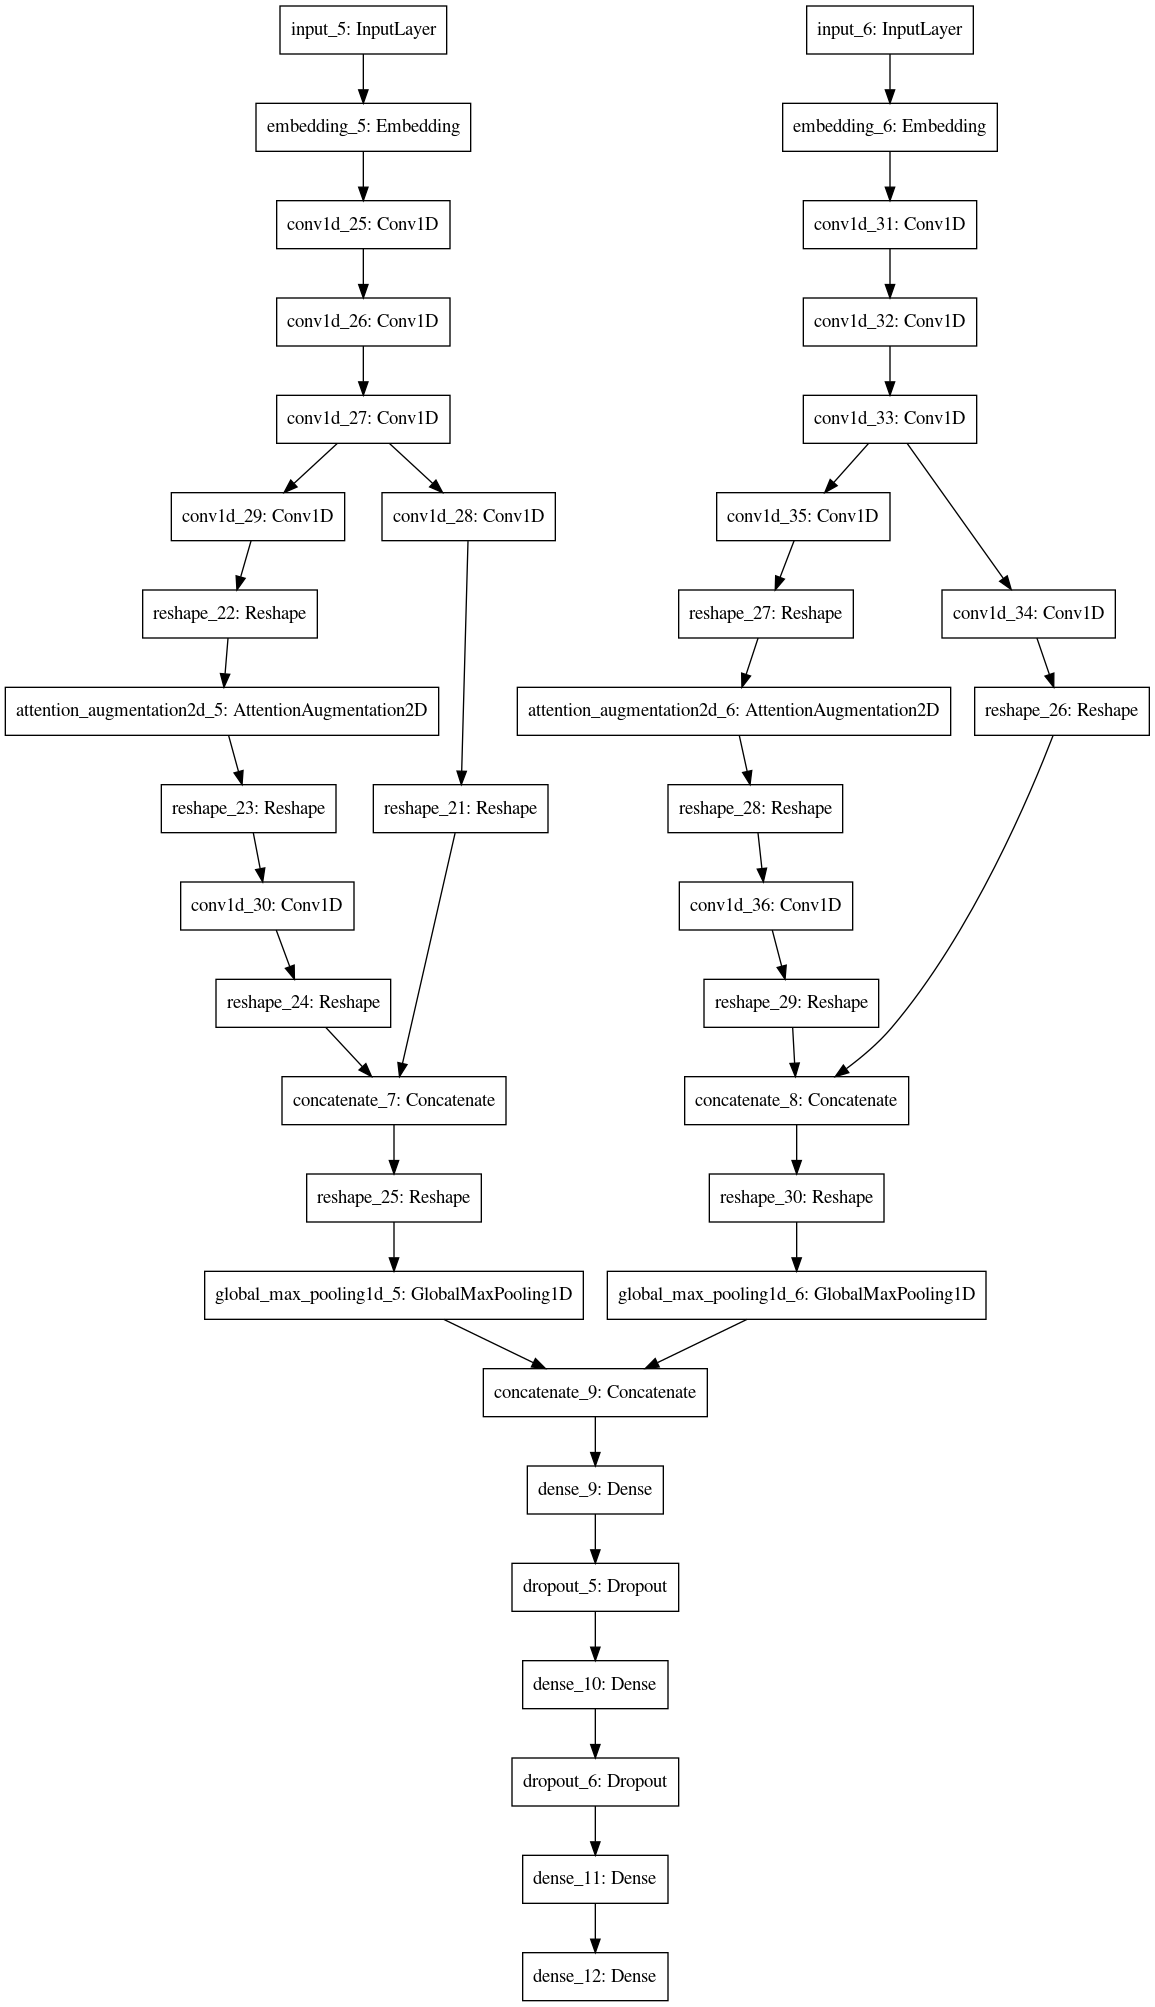 input_5: InputLayer
input_6: InputLayer
embedding_5: Embedding
embedding_6: Embedding
conv1d_25: Conv1D
conv1d_31: Conv1D
conv1d_26: Conv1D
conv1d_32: Conv1D
conv1d_27: Conv1D
conv1d_33: Conv1D
conv1d_29: Conv1D
conv1d_28: Conv1D
conv1d_35: Conv1D
reshape_22: Reshape
reshape_27: Reshape
conv1d_34: Conv1D
attention_augmentation2d_5: AttentionAugmentation2D
attention_augmentation2d_6: AttentionAugmentation2D
reshape_26: Reshape
reshape_23: Reshape
reshape_21: Reshape
reshape_28: Reshape
conv1d_30: Conv1D
conv1d_36: Conv1D
reshape_24: Reshape
reshape_29: Reshape
concatenate_7: Concatenate
concatenate_8: Concatenate
reshape_25: Reshape
reshape_30: Reshape
global_max_pooling1d_5: GlobalMaxPooling1D
global_max_pooling1d_6: GlobalMaxPooling1D
concatenate_9: Concatenate
dense_9: Dense
dropout_5: Dropout
dense_10: Dense
dropout_6: Dropout
dense_11: Dense
dense_12: Dense